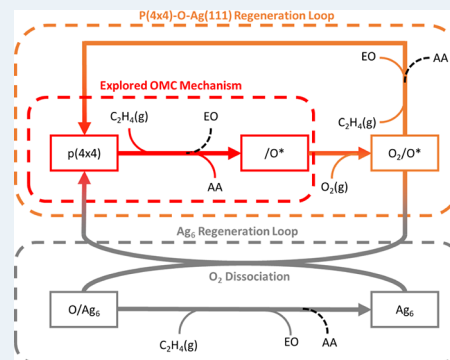 P(4x4)-O-Ag(111) Regeneration Loop
EO
AA
Explored OMC Mechanism
C₂H₄(g)
EO
C₂H₄(g)
p(4x4)
/O*
O₂/O*
AA
O₂(g)
Ag₆ Regeneration Loop
O₂ Dissociation
O/Ag₆
Ag₆
C₂H₄(g)
EO
AA